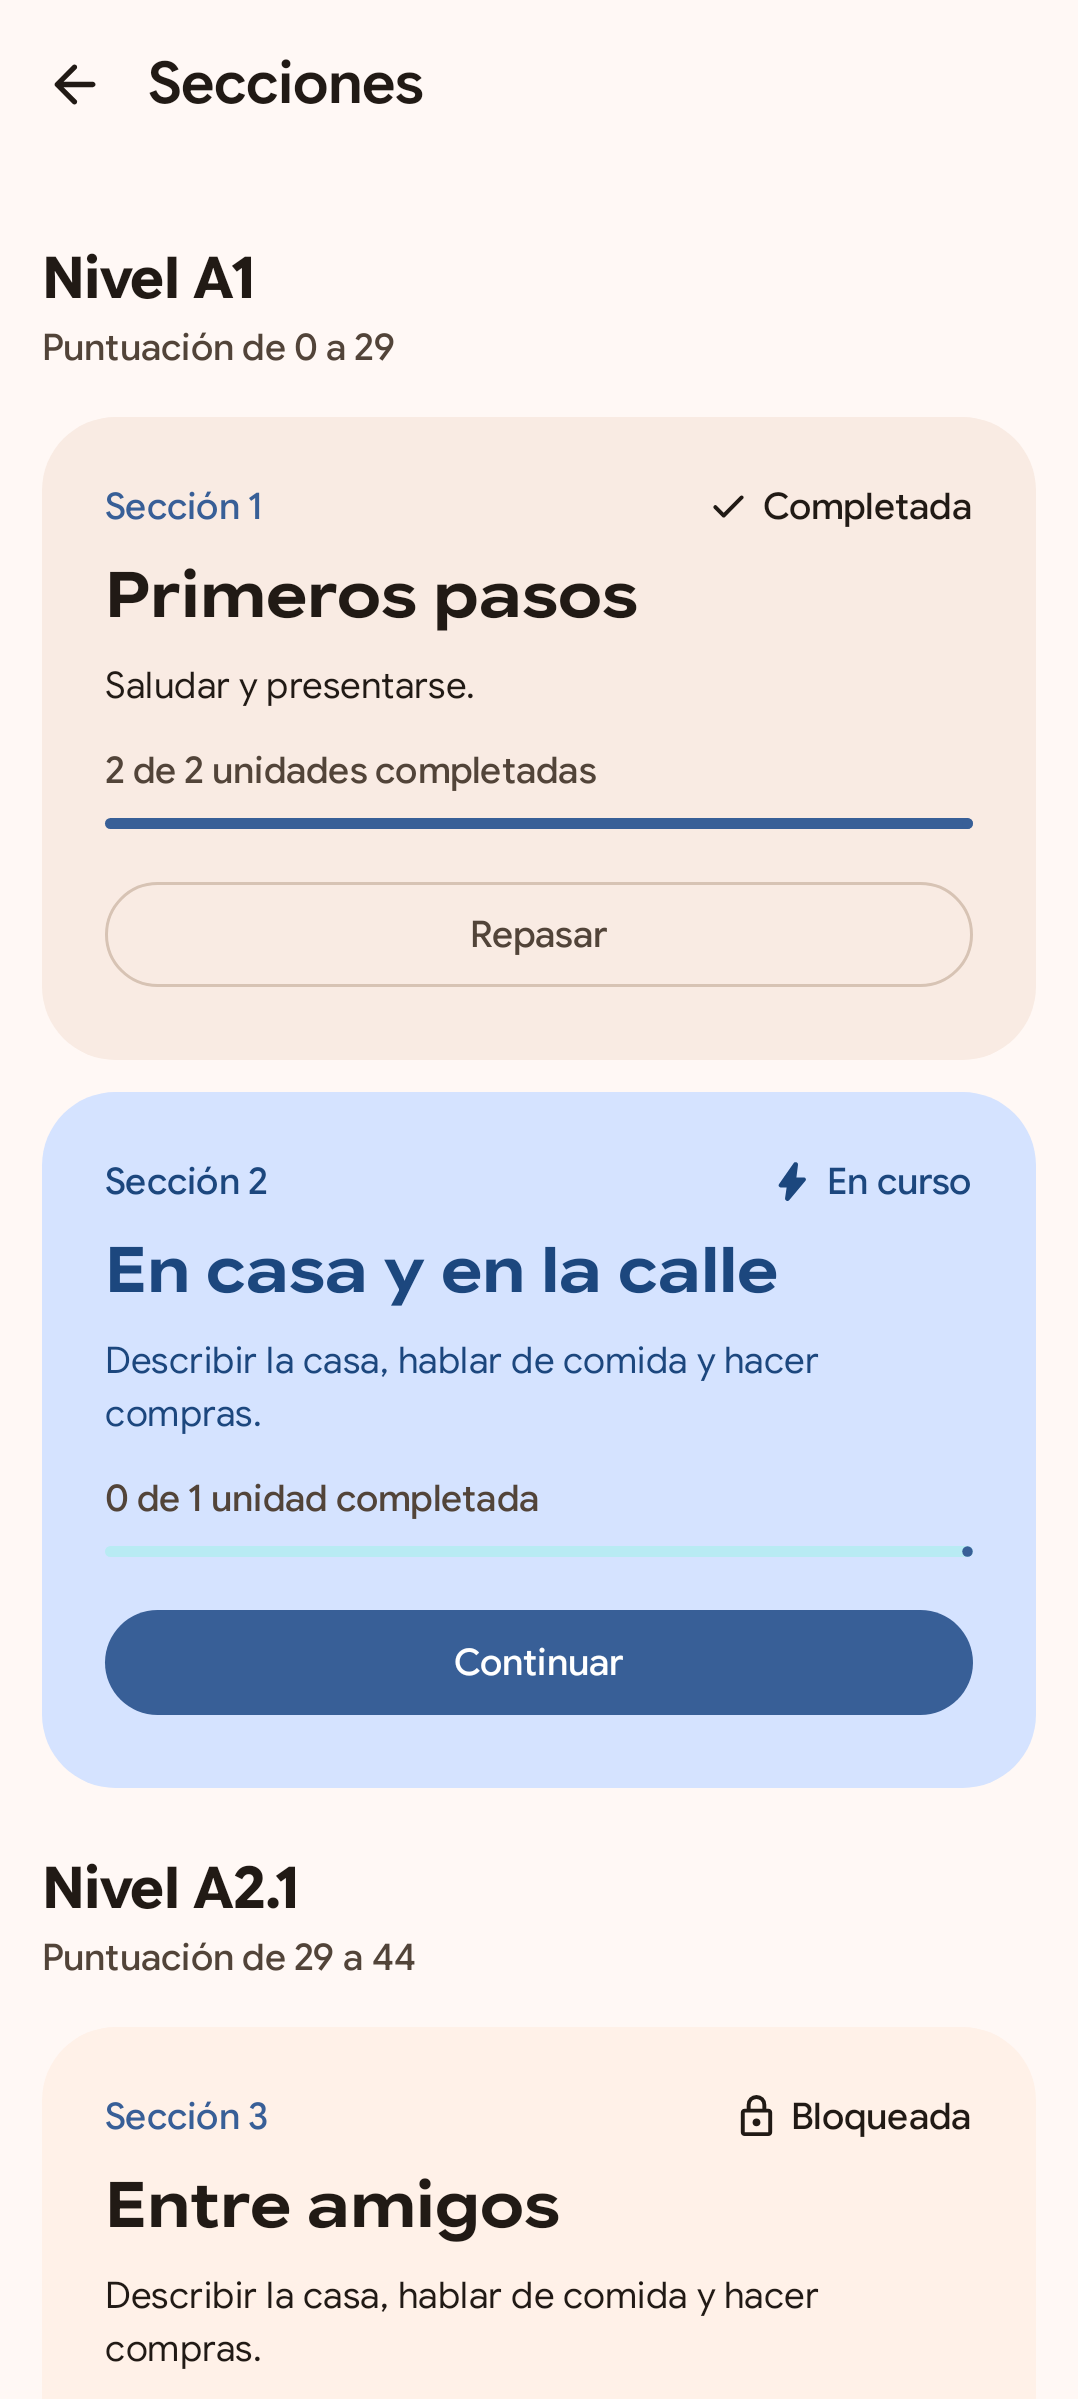 Secciones
Nivel A1
Puntuación de 0 a 29
Sección 1
Completada
Primeros pasos
Saludar y presentarse.
2 de 2 unidades completadas
Repasar
Sección 2
En curso
En casa y en la calle
Describir la casa, hablar de comida y hacer
compras.
0 de 1 unidad completada
Continuar
Nivel A2.1
Puntuación de 29 a 44
Sección 3
Bloqueada
Entre amigos
Describir la casa, hablar de comida y hacer
compras.